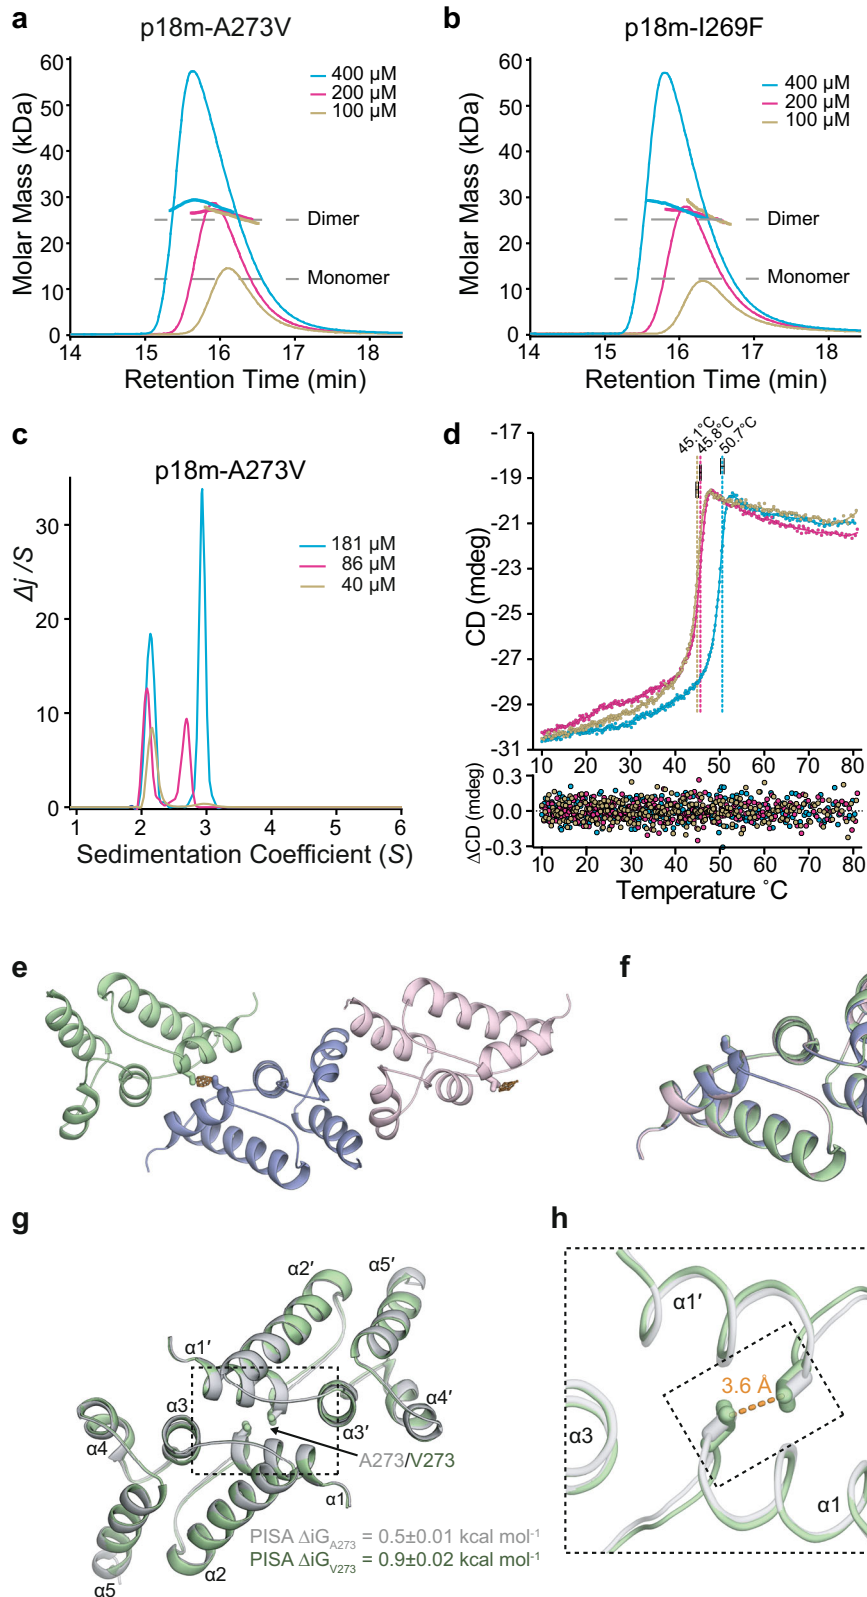 a
p18m-A273V
Molar Mass (kDa)
60
50
40
30
20
10
0
400 µM
200 µM
100 µM
Dimer
Monomer
14 15 16 17 18
Retention Time (min)
b
p18m-I269F
Molar Mass (kDa)
60
50
40
30
20
10
0
400 µM
200 µM
100 µM
Dimer
Monomer
14 15 16 17 18
Retention Time (min)
c
p18m-A273V
Δj /S
30
20
10
0
181 µM
86 µM
40 µM
1 2 3 4 5 6
Sedimentation Coefficient (S)
d
45.1°C
45.8°C
50.7°C
CD (mdeg)
-17
-19
-21
-23
-25
-27
-29
-31
10 20 30 40 50 60 70 80
ΔCD (mdeg)
0.3
0.0
-0.3
10 20 30 40 50 60 70 80
Temperature ˚C
e
f
g
α2′
α5′
α1′
α3
α3′
α4′
α4
A273/V273
α1
α5
α2
PISA ΔiG A273 = 0.5±0.01 kcal mol-1
PISA ΔiG V273 = 0.9±0.02 kcal mol-1
h
α1′
3.6 Å
α3
α1